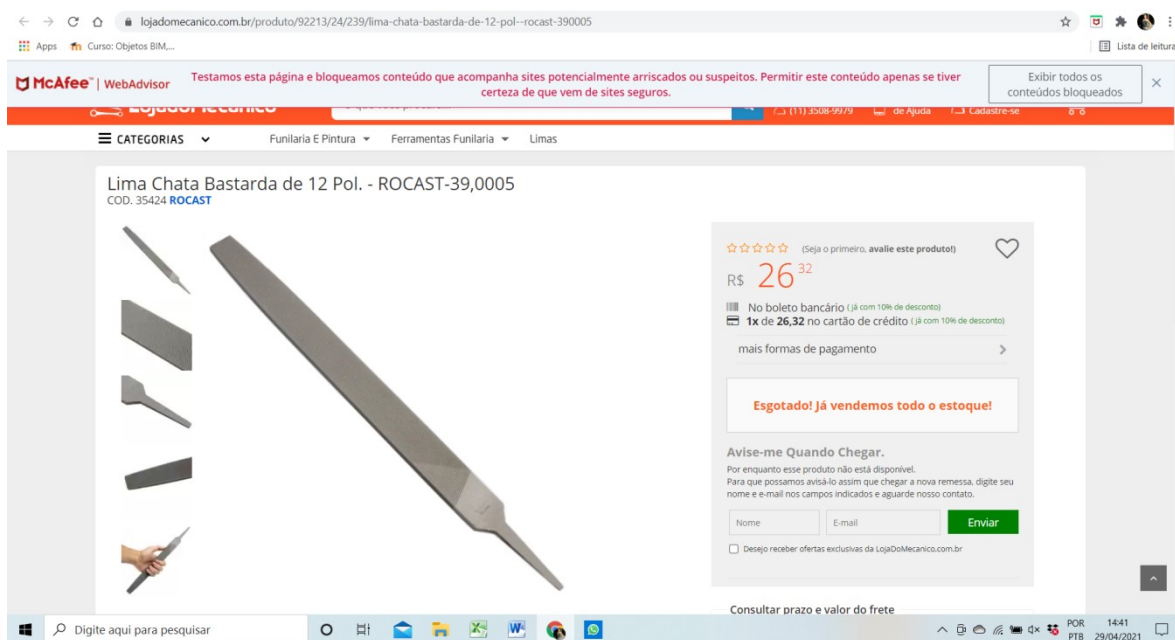 lojadomecanico.com.br/produto/92213/24/239/lima-chata-bastarda-de-12-pol--rocast-390005
Apps Curso: Objetos BIM,... Lista de leitura
McAfee™ | WebAdvisor
Testamos esta página e bloqueamos conteúdo que acompanha sites potencialmente arriscados ou suspeitos. Permitir este conteúdo apenas se tiver
certeza de que vem de sites seguros.
Exibir todos os
conteúdos bloqueados
(11) 3508-9979 de Ajuda Cadastre-se
CATEGORIAS Funilaria E Pintura Ferramentas Funilaria Limas
Lima Chata Bastarda de 12 Pol. - ROCAST-39,0005
COD. 35424 ROCAST
(Seja o primeiro, avalie este produto!)
R$ 26 32
No boleto bancário ( já com 10% de desconto)
1x de 26,32 no cartão de crédito ( já com 10% de desconto)
mais formas de pagamento
Esgotado! Já vendemos todo o estoque!
Avise-me Quando Chegar.
Por enquanto esse produto não está disponível.
Para que possamos avisá-lo assim que chegar a nova remessa, digite seu
nome e e-mail nos campos indicados e aguarde nosso contato.
Nome E-mail Enviar
Desejo receber ofertas exclusivas da LojaDoMecanico.com.br
Consultar prazo e valor do frete
Digite aqui para pesquisar
POR 14:41
PTB 29/04/2021